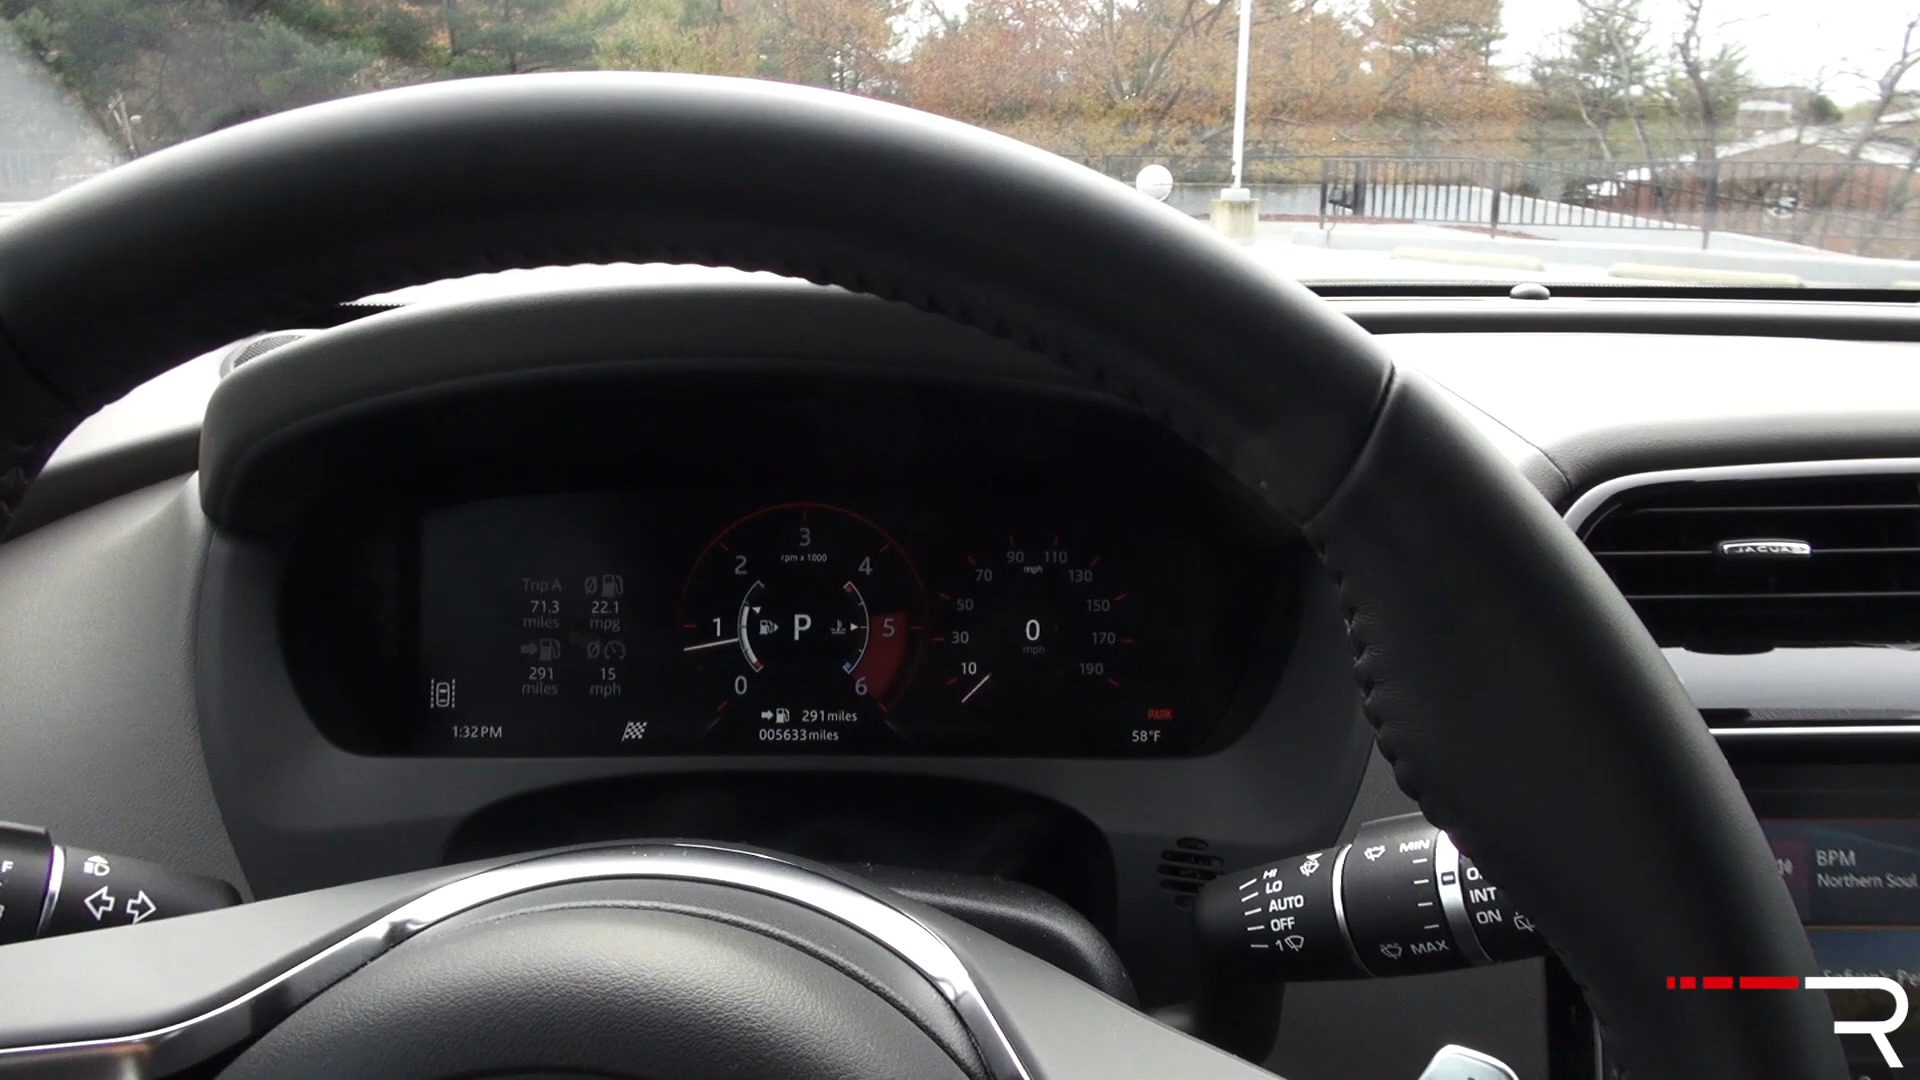 3
rpm x 1000
2
4
1
P
5
0
6
90 110
mph
70
130
50
150
0
mph
30
170
10
190
Trip A
71.3
miles
22.1
mpg
291
miles
15
mph
1:32 PM
291 miles
005633 miles
PARK
58°F
JAGUAR
HI
LO
AUTO
OFF
1
MIN
MAX
INT
ON
BPM
Northern Soul
R